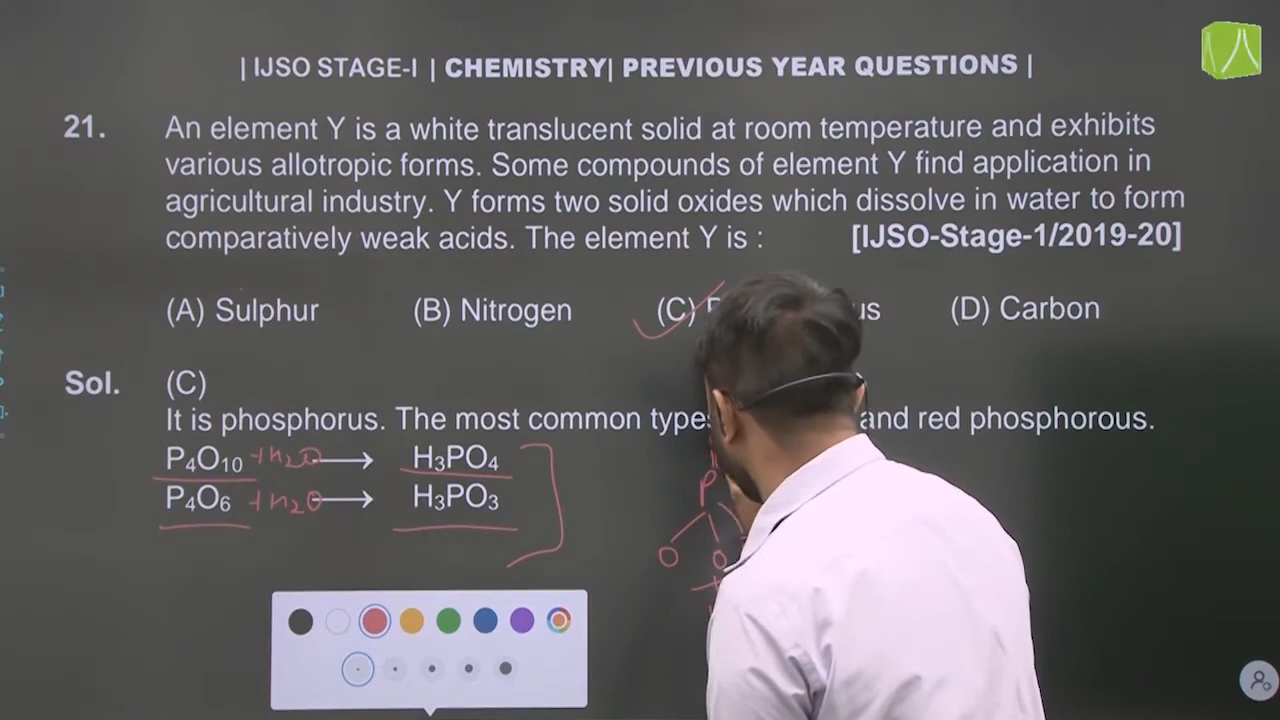 | IJSO STAGE-I | CHEMISTRY| PREVIOUS YEAR QUESTIONS |
21. An element Y is a white translucent solid at room temperature and exhibits
various allotropic forms. Some compounds of element Y find application in
agricultural industry. Y forms two solid oxides which dissolve in water to form
comparatively weak acids. The element Y is : [IJSO-Stage-1/2019-20]
(A) Sulphur (B) Nitrogen (C) (D) Carbon
Sol. (C)
It is phosphorus. The most common and red phosphorous.
P₄O₁₀ +H₂O ⟶ H₃PO₄
P₄O₆ +H₂O ⟶ H₃PO₃
P
O O